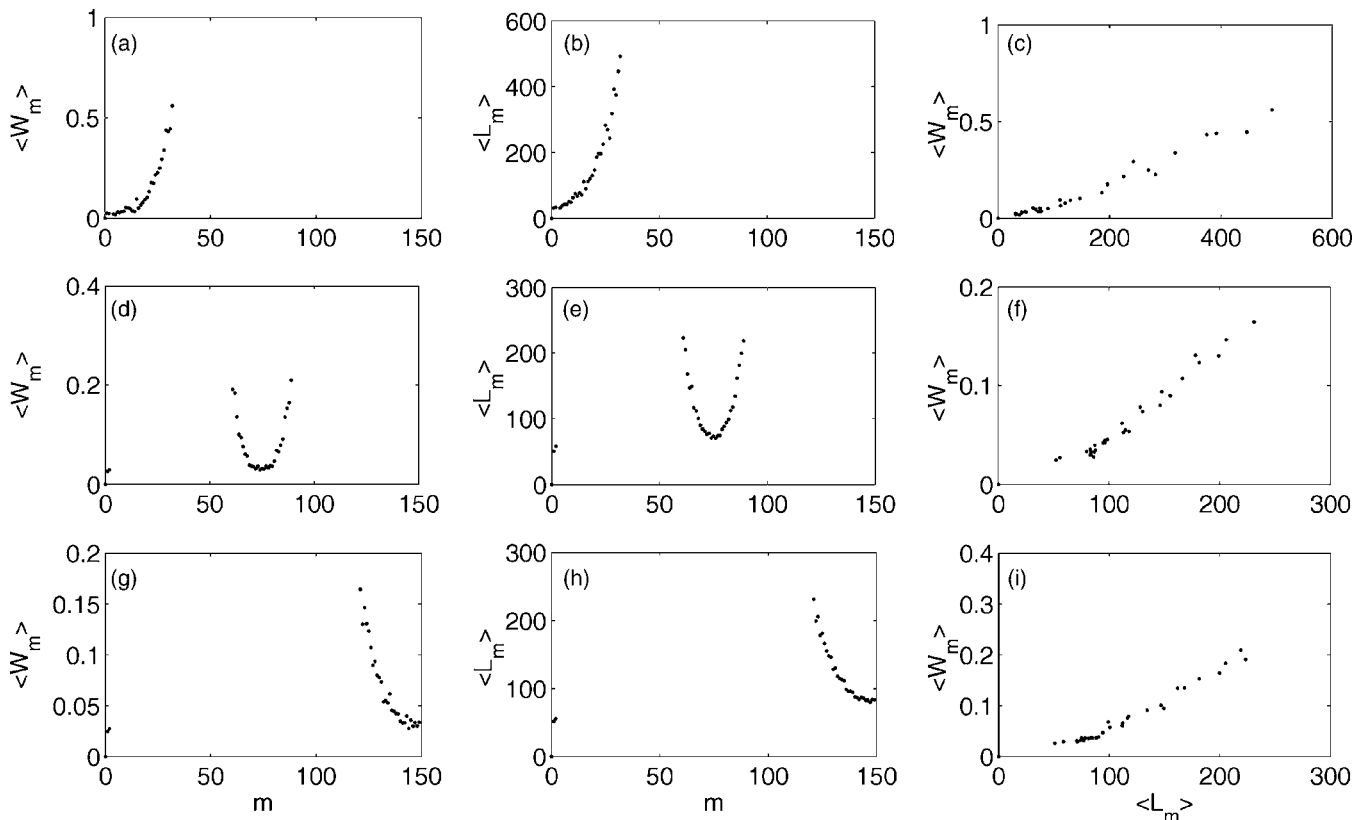 (a)
<W_m>
1
0.5
0
0 50 100 150
(b)
<L_m>
600
400
200
0
0 50 100 150
(c)
<W_m>
1
0.5
0
0 200 400 600
(d)
<W_m>
0.4
0.2
0
0 50 100 150
(e)
<L_m>
300
200
100
0
0 50 100 150
(f)
<W_m>
0.2
0.1
0
0 100 200 300
(g)
<W_m>
0.2
0.15
0.1
0.05
0
0 50 100 150
m
(h)
<L_m>
300
200
100
0
0 50 100 150
m
(i)
<W_m>
0.4
0.3
0.2
0.1
0
0 100 200 300
<L_m>